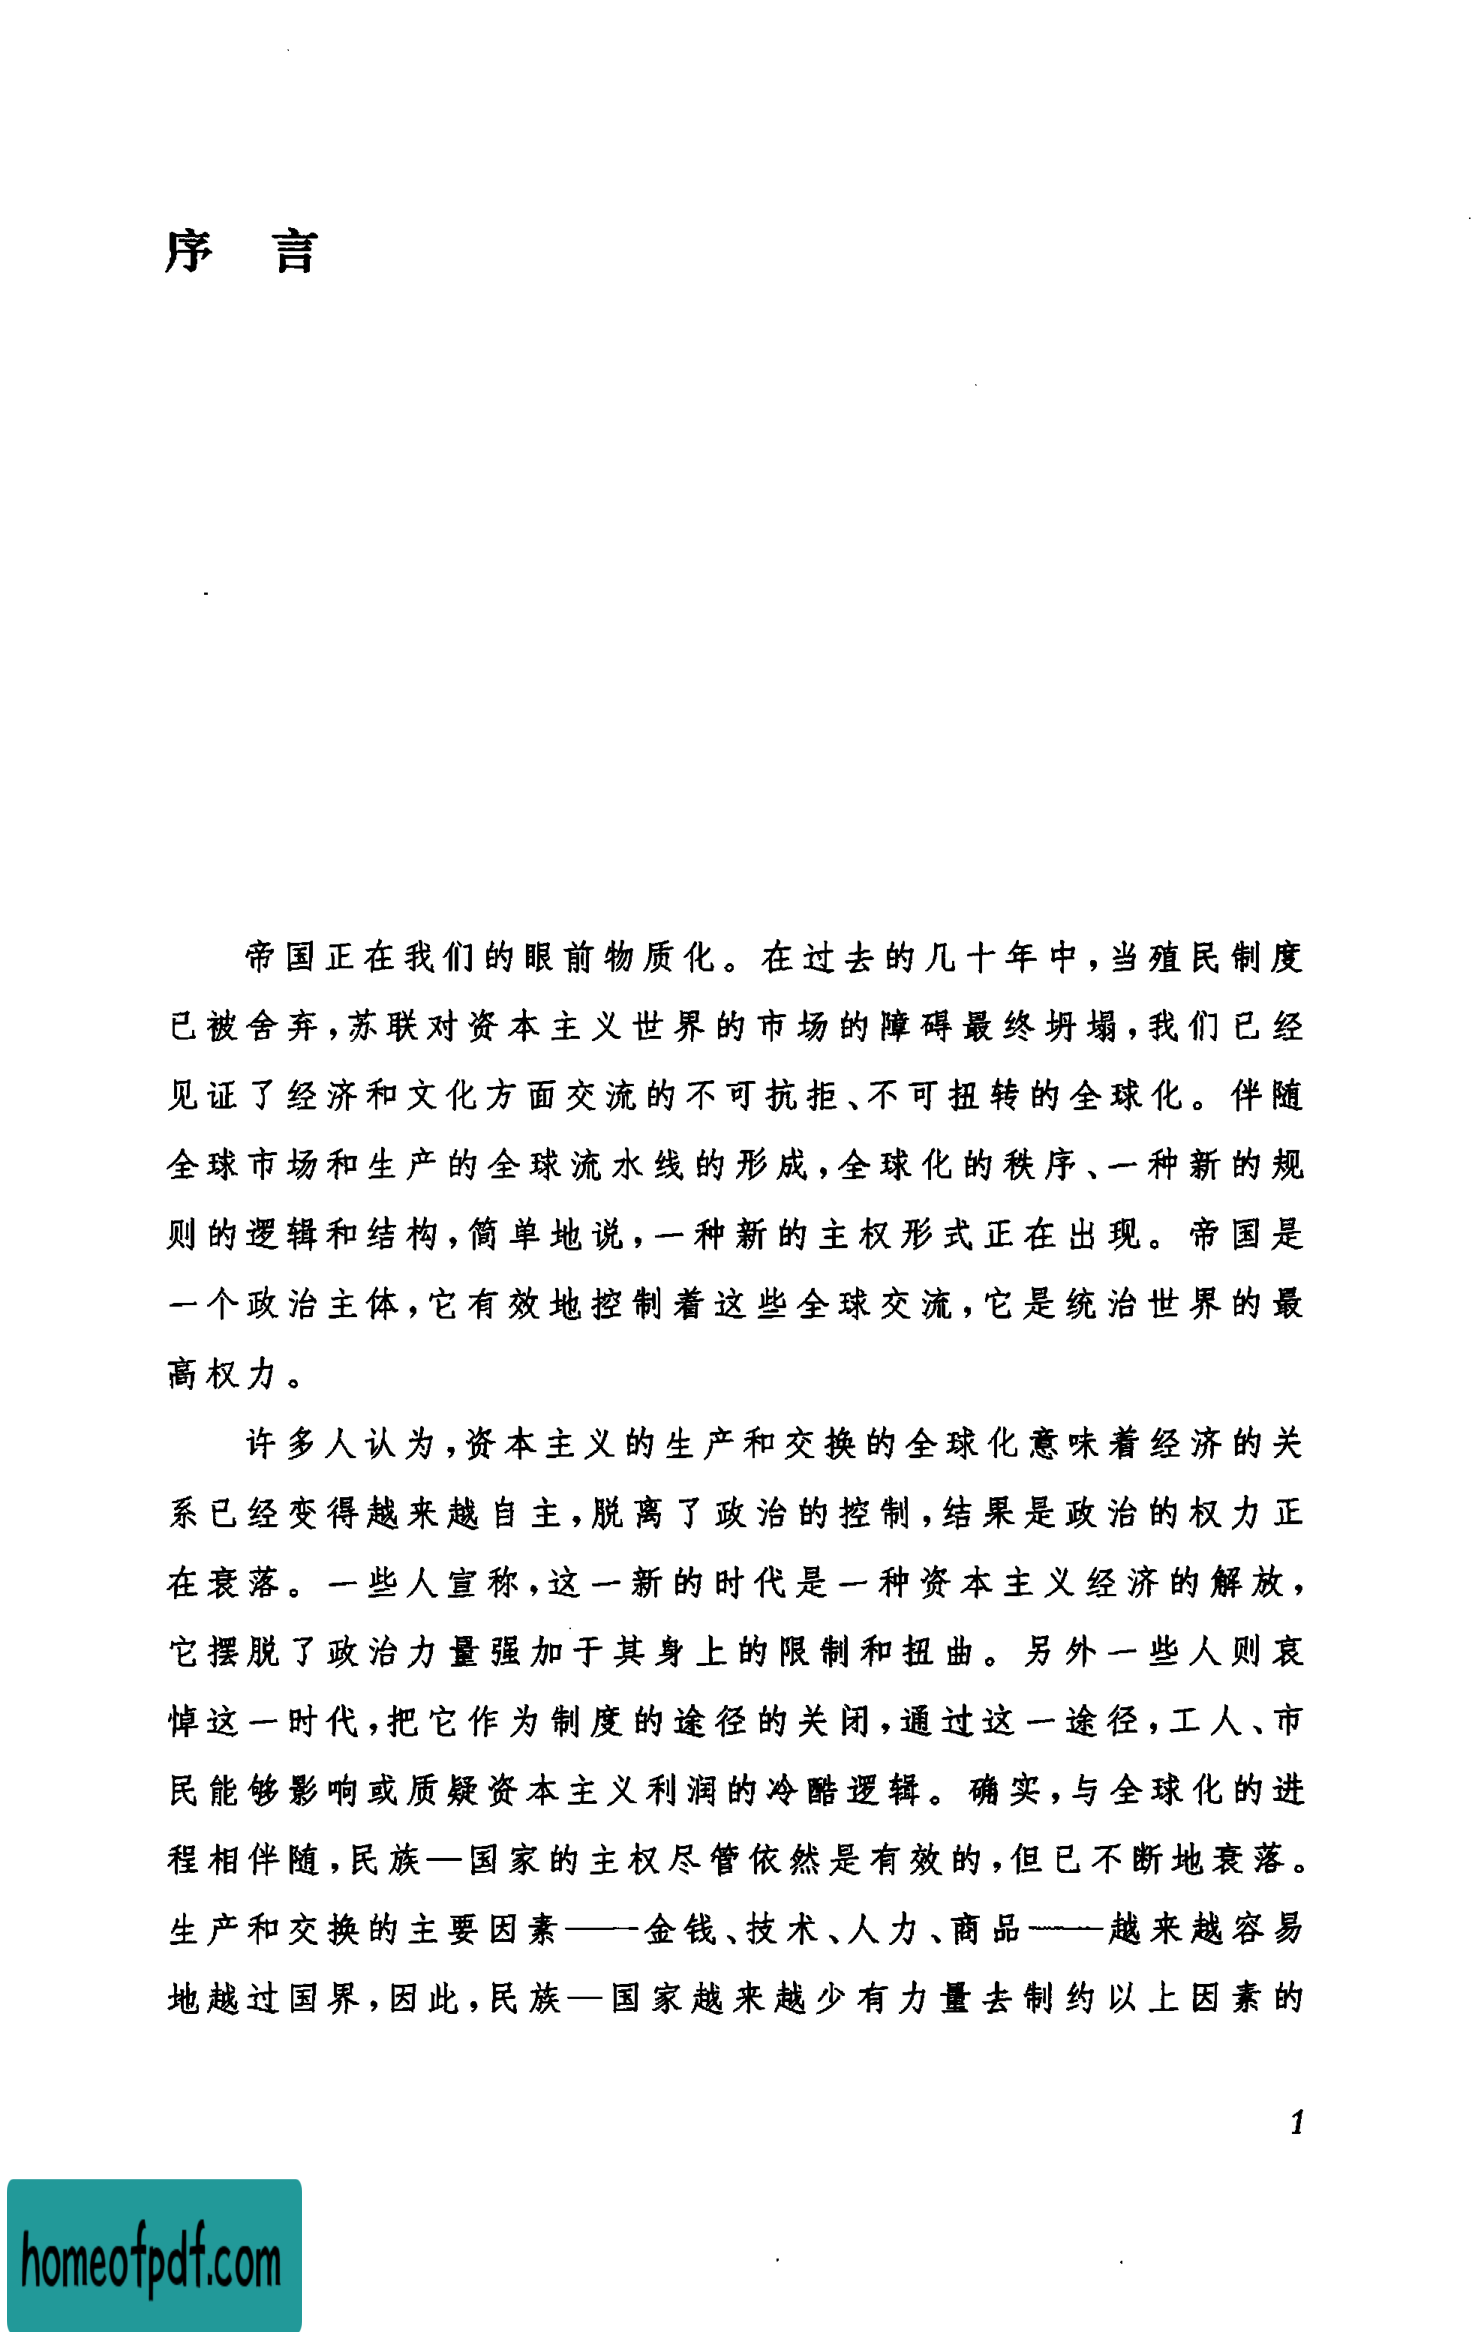 序 言
帝国正在我们的眼前物质化。在过去的几十年中,当殖民制度
已被舍弃,苏联对资本主义世界的市场的障碍最终坍塌,我们已经
见证了经济和文化方面交流的不可抗拒、不可扭转的全球化。伴随
全球市场和生产的全球流水线的形成,全球化的秩序、一种新的规
则的逻辑和结构,简单地说,一种新的主权形式正在出现。帝国是
一个政治主体,它有效地控制着这些全球交流,它是统治世界的最
高权力。
许多人认为,资本主义的生产和交换的全球化意味着经济的关
系已经变得越来越自主,脱离了政治的控制,结果是政治的权力正
在衰落。一些人宣称,这一新的时代是一种资本主义经济的解放,
它摆脱了政治力量强加于其身上的限制和扭曲。另外一些人则哀
悼这一时代,把它作为制度的途径的关闭,通过这一途径,工人、市
民能够影响或质疑资本主义利润的冷酷逻辑。确实,与全球化的进
程相伴随,民族—国家的主权尽管依然是有效的,但已不断地衰落。
生产和交换的主要因素——金钱、技术、人力、商品——越来越容易
地越过国界,因此,民族—国家越来越少有力量去制约以上因素的
1
homeofpdf.com